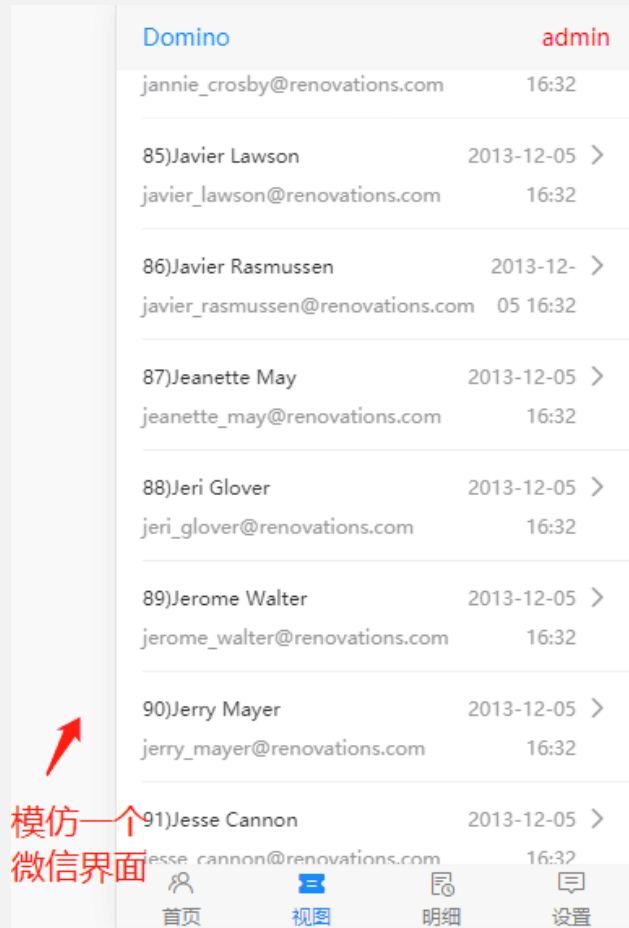 Domino admin
jannie_crosby@renovations.com 16:32
85)Javier Lawson 2013-12-05
javier_lawson@renovations.com 16:32
86)Javier Rasmussen 2013-12-
javier_rasmussen@renovations.com 05 16:32
87)Jeanette May 2013-12-05
jeanette_may@renovations.com 16:32
88)Jeri Glover 2013-12-05
jeri_glover@renovations.com 16:32
89)Jerome Walter 2013-12-05
jerome_walter@renovations.com 16:32
90)Jerry Mayer 2013-12-05
jerry_mayer@renovations.com 16:32
模仿一个
微信界面
91)Jesse Cannon 2013-12-05
jesse_cannon@renovations.com 16:32
首页 视图 明细 设置